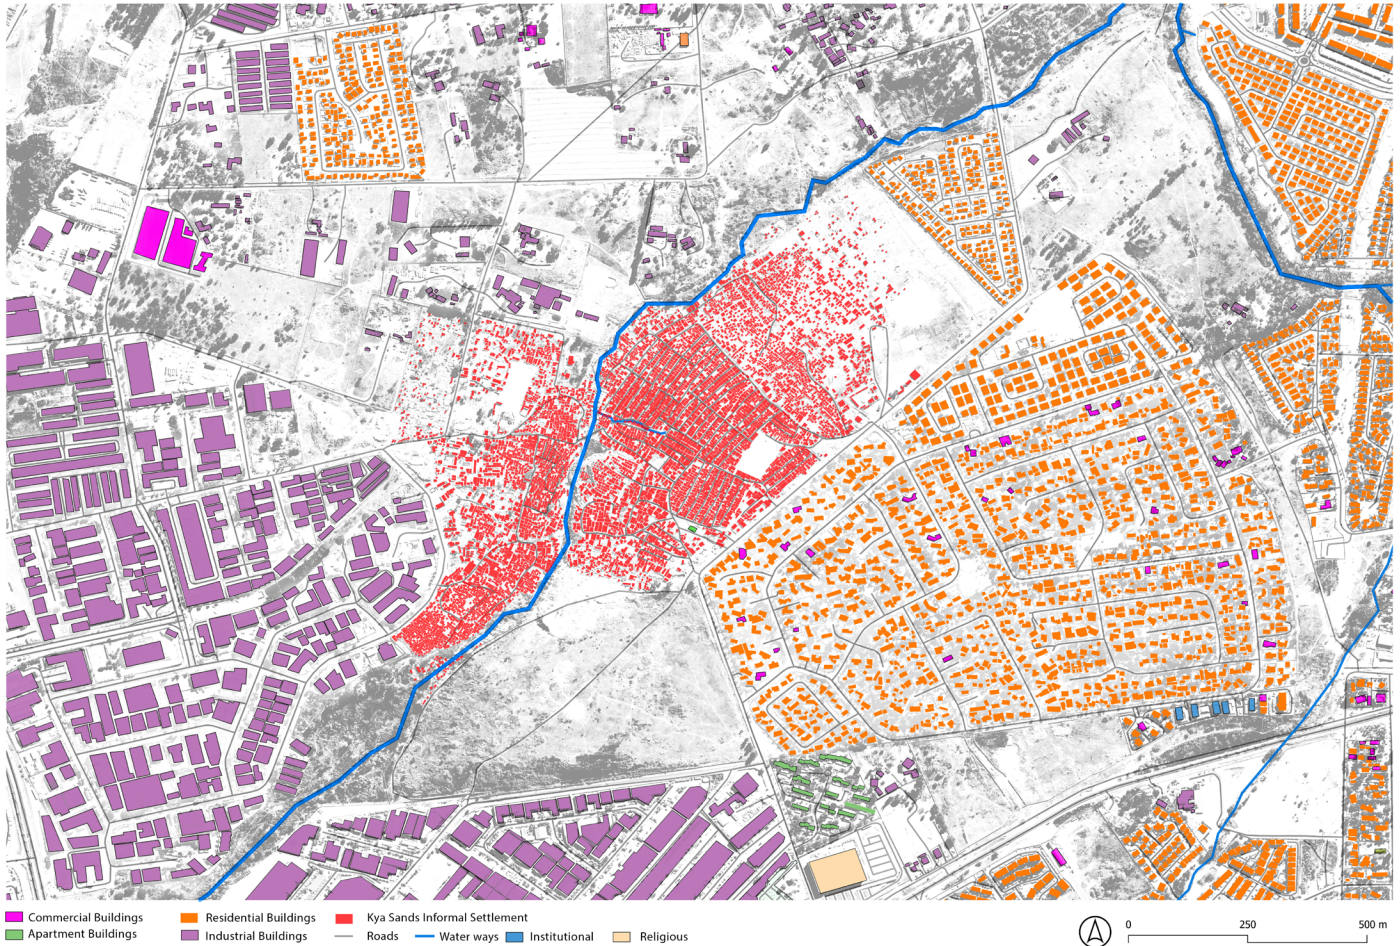 Commercial Buildings Residential Buildings Kya Sands Informal Settlement
Apartment Buildings Industrial Buildings Roads Water ways Institutional Religious
0 250 500 m